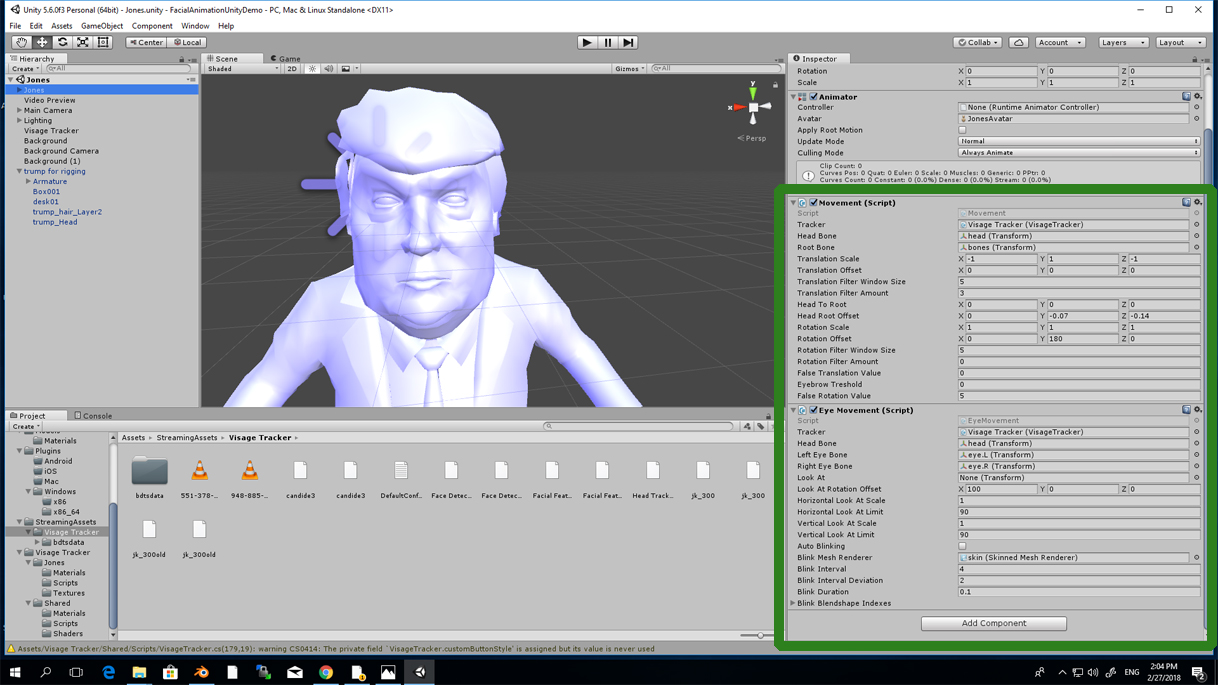 Unity 5.6.0f3 Personal (64bit) - Jones.unity - FacialAnimationUnityDemo - PC, Mac & Linux Standalone <DX11>
File Edit Assets GameObject Component Window Help
Center Local Collab Account Layers Layout
Hierarchy
Create All
Jones
Jones
Video Preview
Main Camera
Lighting
Visage Tracker
Background
Background Camera
Background (1)
trump for rigging
Armature
Box001
desk01
trump_hair_Layer2
trump_Head
Scene Game
Shaded 2D Gizmos All
y
x
Persp
Project Console
Create
Materials
Plugins
Android
iOS
Mac
Windows
x86
x86_64
StreamingAssets
Visage Tracker
bdtsdata
Visage Tracker
Jones
Materials
Scripts
Textures
Shared
Materials
Scripts
Shaders
Assets StreamingAssets Visage Tracker
bdtsdata 551-378-... 948-885-... candide3 candide3 DefaultConf... Face Detec... Face Detec... Facial Feat... Facial Feat... Head Track... jk_300 jk_300
jk_300old jk_300old
Inspector
Rotation X 0 Y 0 Z 0
Scale X 1 Y 1 Z 1
Animator
Controller None (Runtime Animator Controller)
Avatar JonesAvatar
Apply Root Motion
Update Mode Normal
Culling Mode Always Animate
Clip Count: 0
Curves Pos: 0 Quat: 0 Euler: 0 Scale: 0 Muscles: 0 Generic: 0 PPtr: 0
Curves Count: 0 Constant: 0 (0.0%) Dense: 0 (0.0%) Stream: 0 (0.0%)
Movement (Script)
Script Movement
Tracker Visage Tracker (VisageTracker)
Head Bone head (Transform)
Root Bone bones (Transform)
Translation Scale X -1 Y 1 Z -1
Translation Offset X 0 Y 0 Z 0
Translation Filter Window Size 5
Translation Filter Amount 3
Head To Root X 0 Y 0 Z 0
Head Root Offset X 0 Y -0.07 Z -0.14
Rotation Scale X 1 Y 1 Z 1
Rotation Offset X 0 Y 180 Z 0
Rotation Filter Window Size 5
Rotation Filter Amount 0
False Translation Value 0
Eyebrow Treshold 0
False Rotation Value 5
Eye Movement (Script)
Script EyeMovement
Tracker Visage Tracker (VisageTracker)
Head Bone head (Transform)
Left Eye Bone eye.L (Transform)
Right Eye Bone eye.R (Transform)
Look At None (Transform)
Look At Rotation Offset X 100 Y 0 Z 0
Horizontal Look At Scale 1
Horizontal Look At Limit 90
Vertical Look At Scale 1
Vertical Look At Limit 90
Auto Blinking
Blink Mesh Renderer skin (Skinned Mesh Renderer)
Blink Interval 4
Blink Interval Deviation 2
Blink Duration 0.1
Blink Blendshape Indexes
Add Component
Assets/Visage Tracker/Shared/Scripts/VisageTracker.cs(179,19): warning CS0414: The private field `VisageTracker.customButtonStyle' is assigned but its value is never used
ENG 2:04 PM
2/27/2018 2